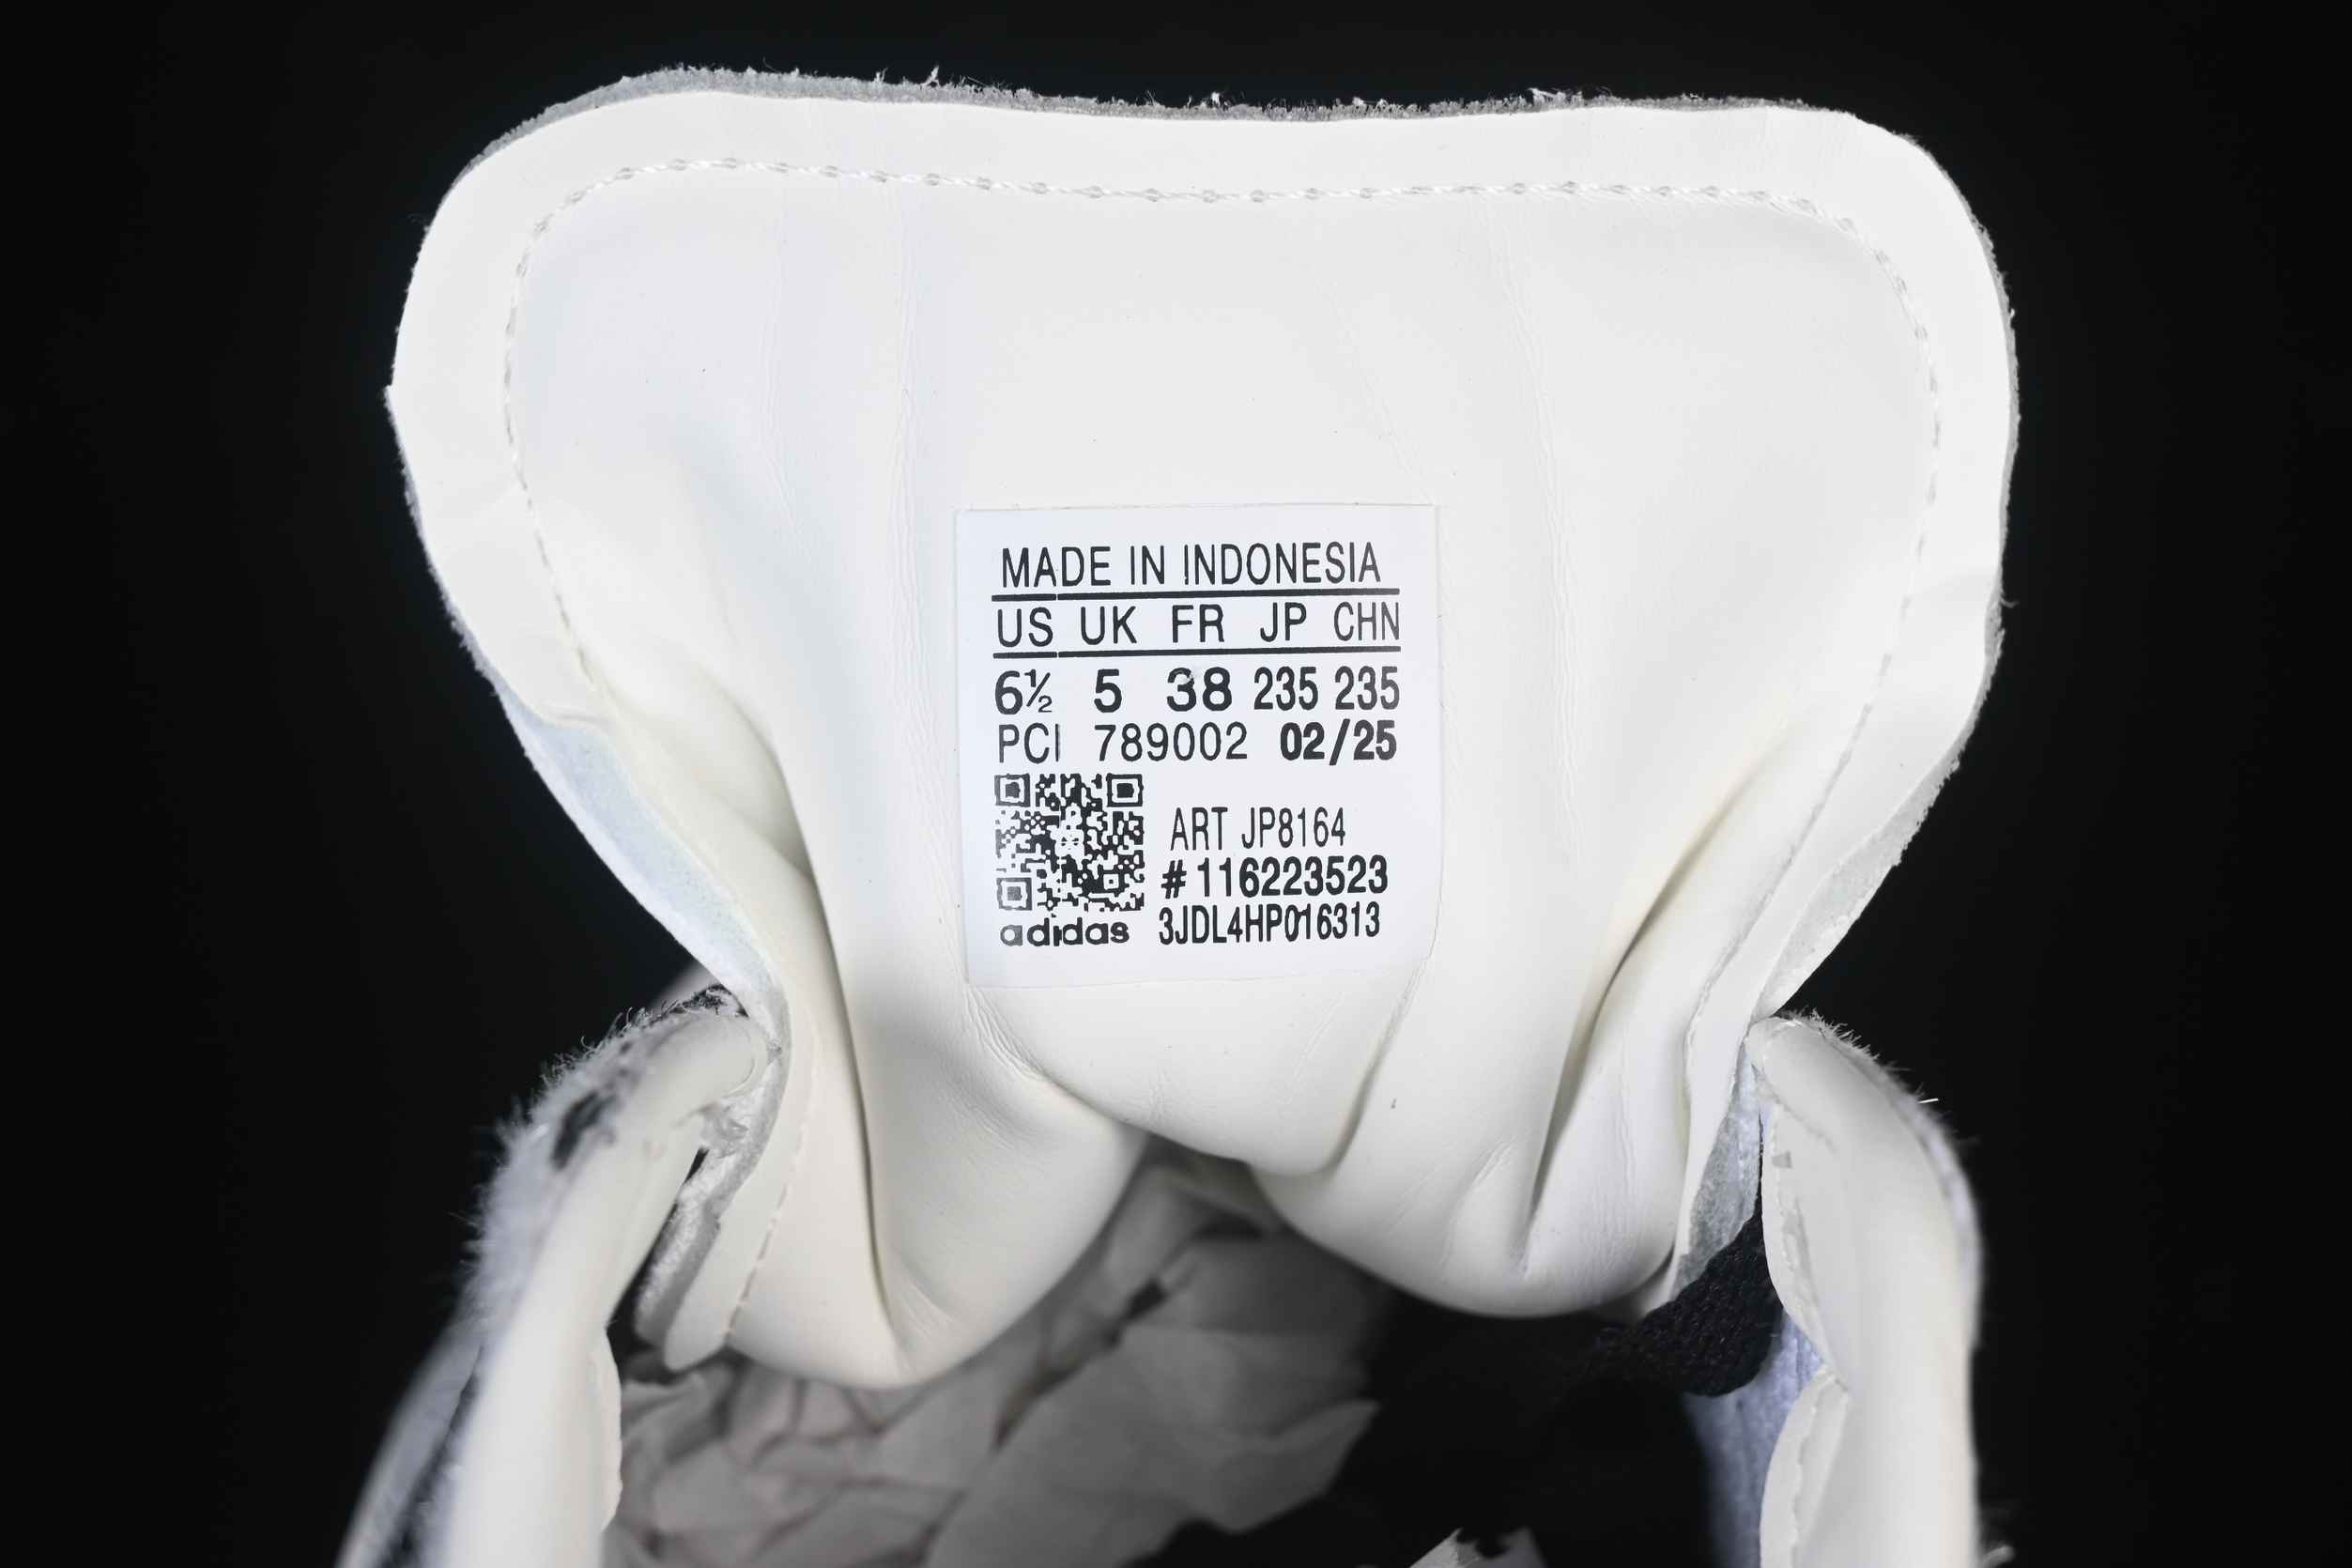 MADE IN INDONESIA
US UK FR JP CHN
6½ 5 38 235 235
PCI 789002 02/25
ART JP8164
#116223523
adidas 3JDL4HP016313